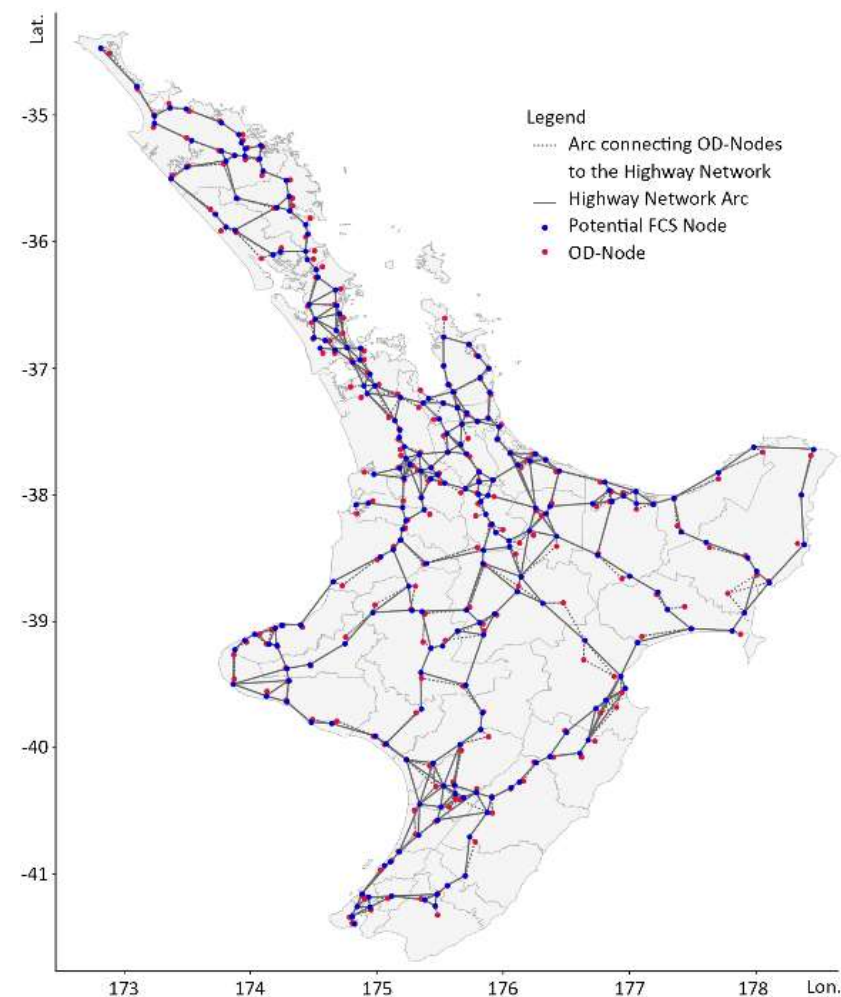 Lat.
-35
-36
-37
-38
-39
-40
-41
Legend
Arc connecting OD-Nodes
to the Highway Network
Highway Network Arc
Potential FCS Node
OD-Node
173 174 175 176 177 178 Lon.